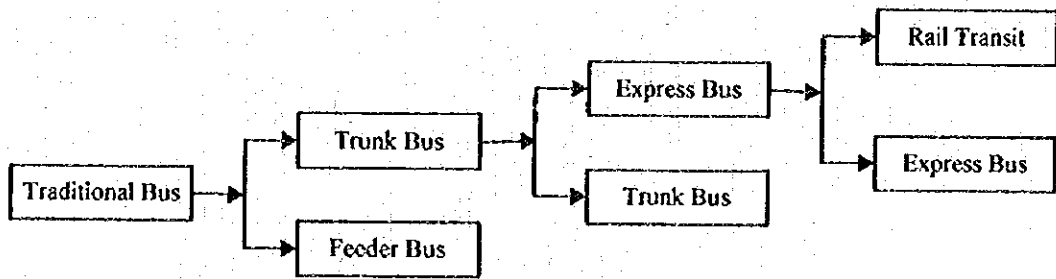 Traditional Bus
Trunk Bus
Feeder Bus
Express Bus
Trunk Bus
Rail Transit
Express Bus